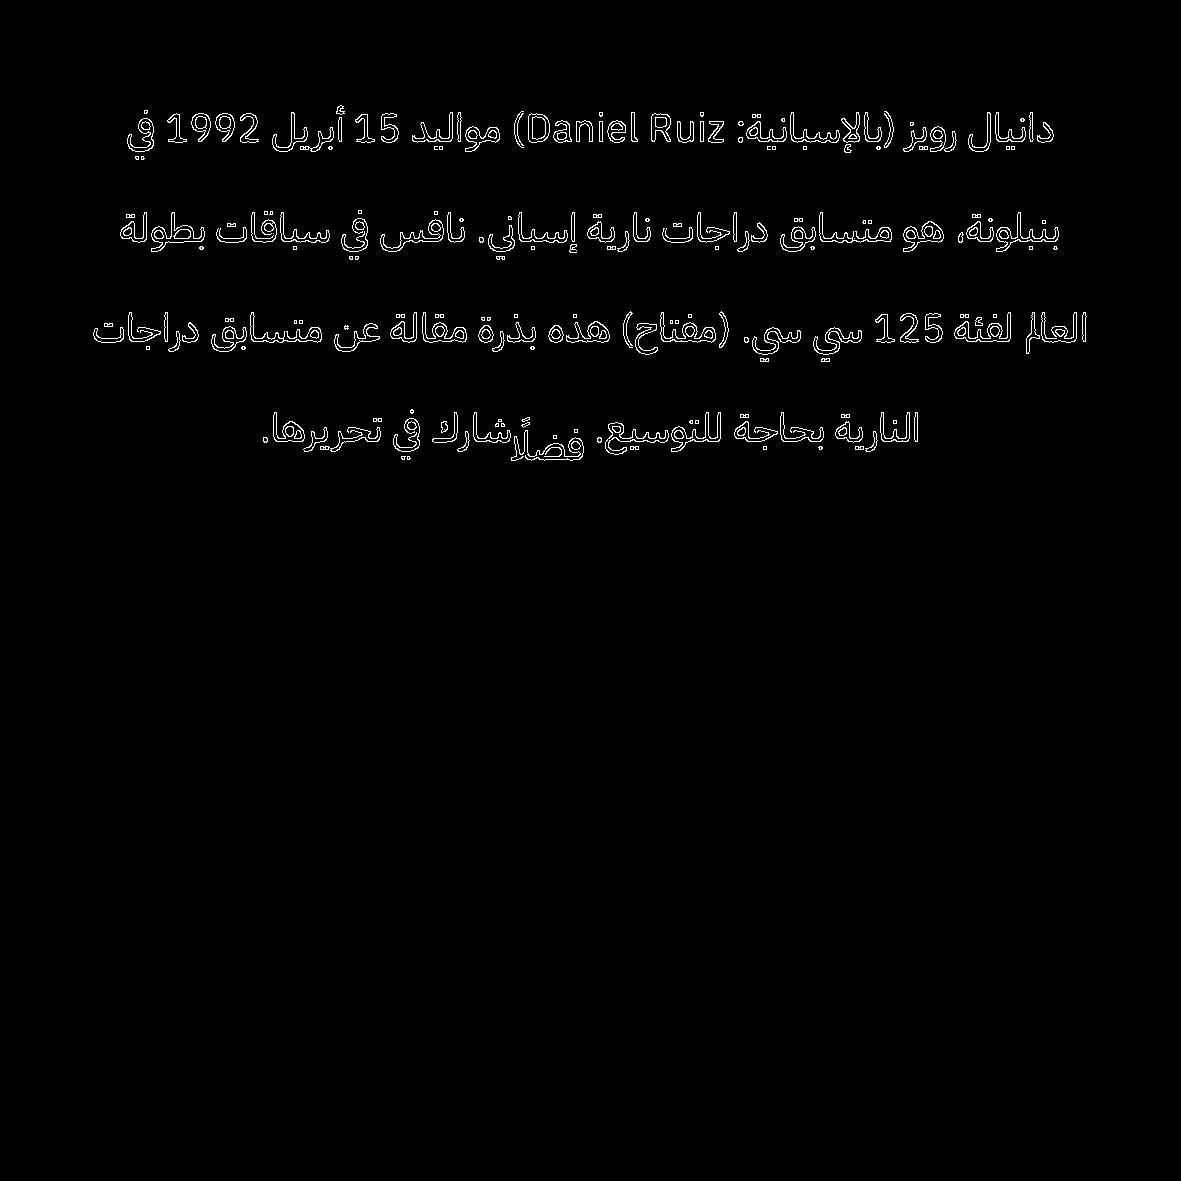 دانيال رويز (بالإسبانية: Daniel Ruiz) مواليد 15 أبريل 1992 في
بنبلونة، هو متسابق دراجات نارية إسباني. نافس في سباقات بطولة
العالم لفئة 125 سي سي. (مفتاح) هذه بذرة مقالة عن متسابق دراجات
النارية بحاجة للتوسيع. فضلًا شارك في تحريرها.